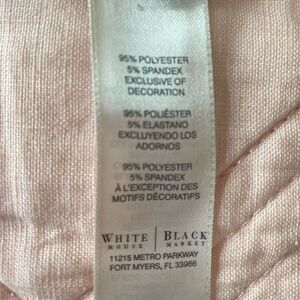 95% POLYESTER
5% SPANDEX
EXCLUSIVE OF
DECORATION
95% POLIÉSTER
5% ELASTANO
EXCLUYENDO LOS
ADORNOS
95% POLYESTER
5% SPANDEX
À L'EXCEPTION DES
MOTIFS DÉCORATIFS
WHITE | BLACK
HOUSE | MARKET
11215 METRO PARKWAY
FORT MYERS, FL 33966